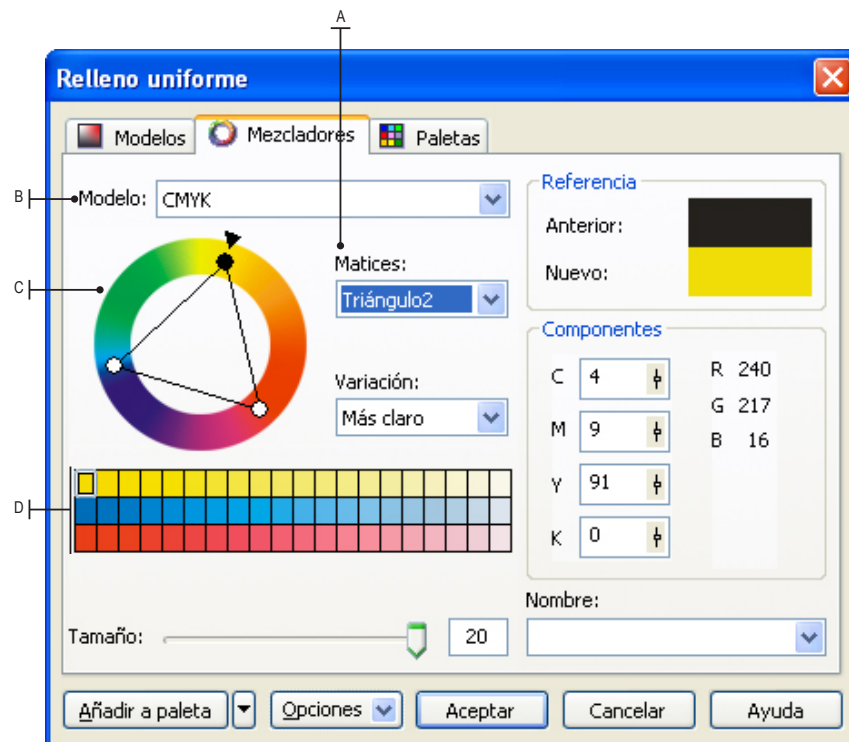 A
Relleno uniforme
Modelos Mezcladores Paletas
B
Modelo: CMYK
Referencia
Anterior:
Nuevo:
C
Matices:
Triángulo2
Componentes
C 4 R 240
G 217
M 9 B 16
Y 91
K 0
Variación:
Más claro
D
Nombre:
Tamaño: 20
Añadir a paleta Opciones Aceptar Cancelar Ayuda